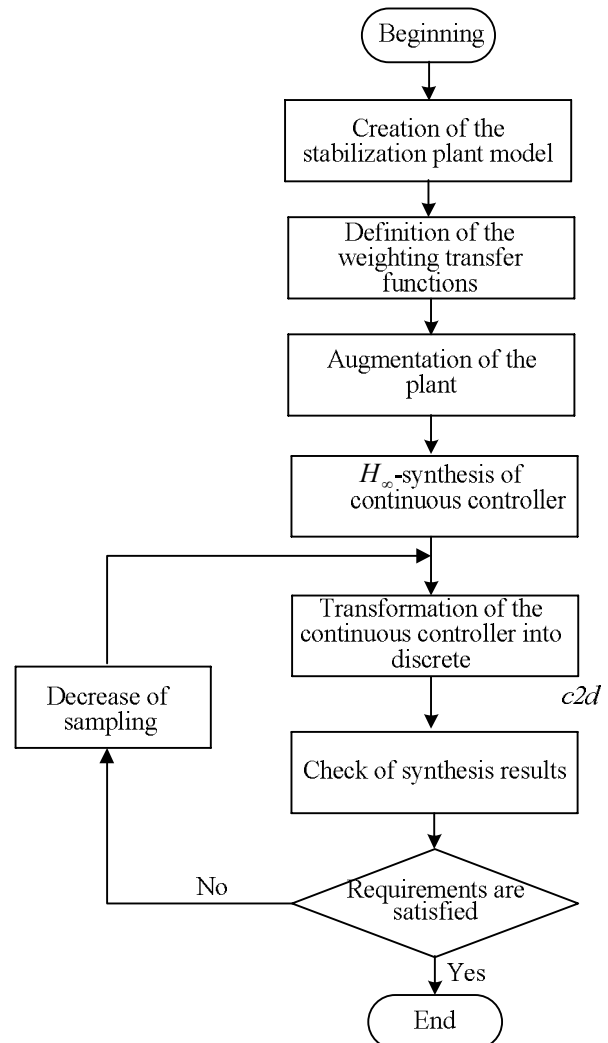 Beginning
Creation of the
stabilization plant model
Definition of the
weighting transfer
functions
Augmentation of the
plant
H∞-synthesis of
continuous controller
Transformation of the
continuous controller into
discrete
c2d
Decrease of
sampling
Check of synthesis results
No
Requirements are
satisfied
Yes
End